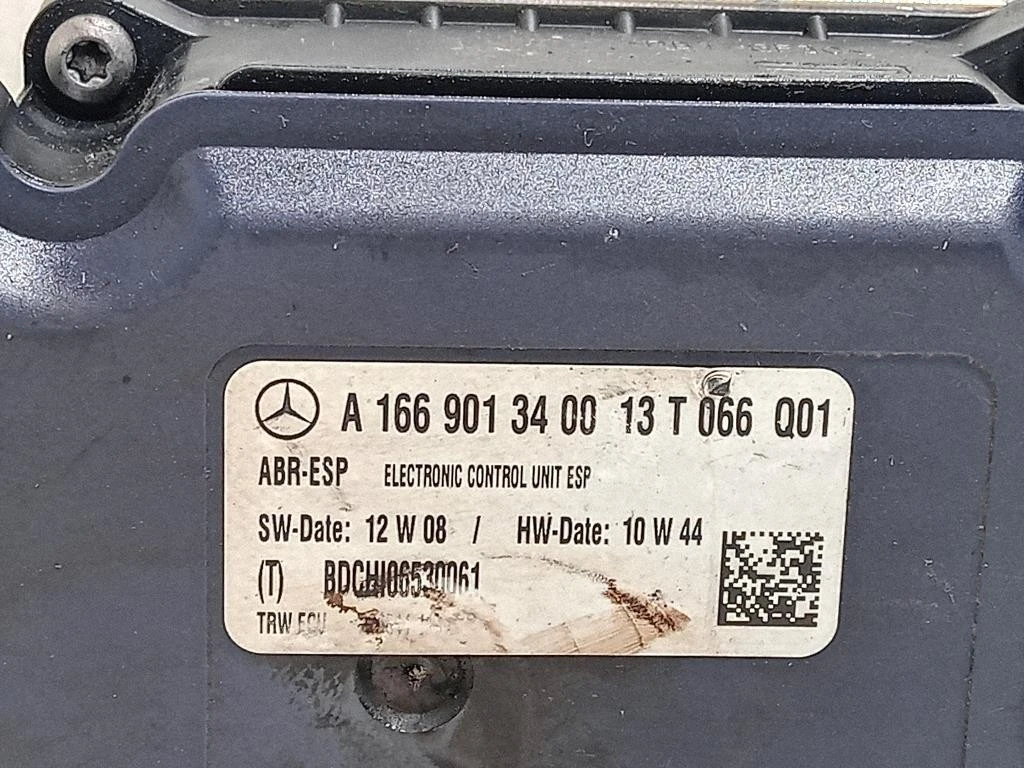 A 166 901 34 00 13 T 066 Q01
ABR-ESP ELECTRONIC CONTROL UNIT ESP
SW-Date: 12 W 08 / HW-Date: 10 W 44
(T) BDCHI06530061
TRW ECU